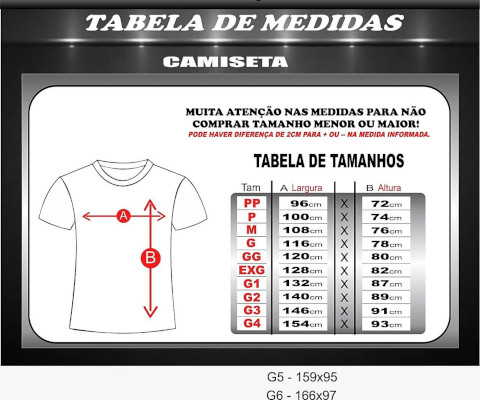 TABELA DE MEDIDAS
CAMISETA
MUITA ATENÇÃO NAS MEDIDAS PARA NÃO
COMPRAR TAMANHO MENOR OU MAIOR!
PODE HAVER DIFERENÇA DE 2CM PARA + OU – NA MEDIDA INFORMADA.
TABELA DE TAMANHOS
Tam A Largura B Altura
PP 96cm X 72cm
P 100cm X 74cm
M 108cm X 76cm
G 116cm X 78cm
GG 120cm X 80cm
EXG 128cm X 82cm
G1 132cm X 87cm
G2 140cm X 89cm
G3 146cm X 91cm
G4 154cm X 93cm
A
B
G5 - 159x95
G6 - 166x97